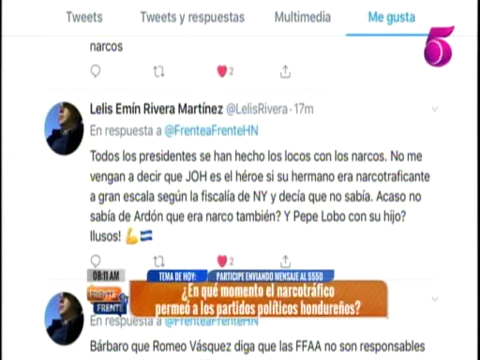 Tweets Tweets y respuestas Multimedia Me gusta
5
narcos
2
Lelis Emín Rivera Martínez @LelisRivera · 17m
En respuesta a @FrenteaFrenteHN
Todos los presidentes se han hecho los locos con los narcos. No me
vengan a decir que JOH es el héroe si su hermano era narcotraficante
a gran escala según la fiscalía de NY y decía que no sabía. Acaso no
sabía de Ardón que era narco también? Y Pepe Lobo con su hijo?
Ilusos! 💪🇭🇳
2
08:11 AM TEMA DE HOY: PARTICIPE ENVIANDO MENSAJE AL 5550
FRENTE a FRENTE
¿En qué momento el narcotráfico
permeó a los partidos políticos hondureños?
En respuesta a @FrenteaFrenteHN
Bárbaro que Romeo Vásquez diga que las FFAA no son responsables